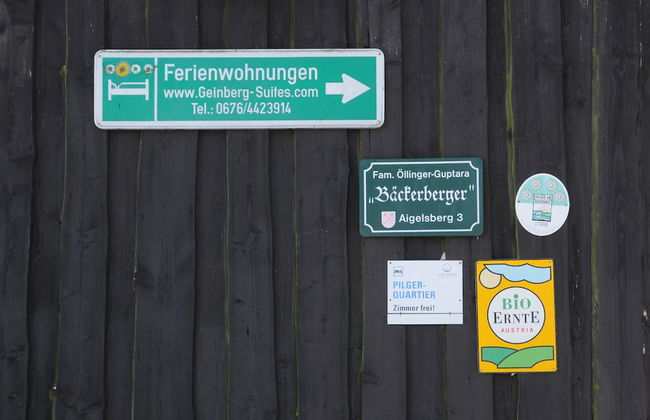 Ferienwohnungen
www.Geinberg-Suites.com
Tel.: 0676/4423914
Fam. Öllinger-Guptara
„Bäckerberger"
Aigelsberg 3
PILGER-
QUARTIER
Zimmer frei!
BIO
ERNTE
AUSTRIA